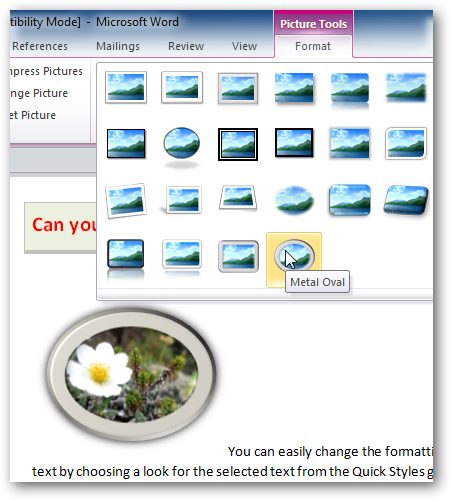 tibility Mode] - Microsoft Word
Picture Tools
References Mailings Review View Format
mpress Pictures
nge Picture
et Picture
Can you
Metal Oval
You can easily change the formatti
text by choosing a look for the selected text from the Quick Styles g